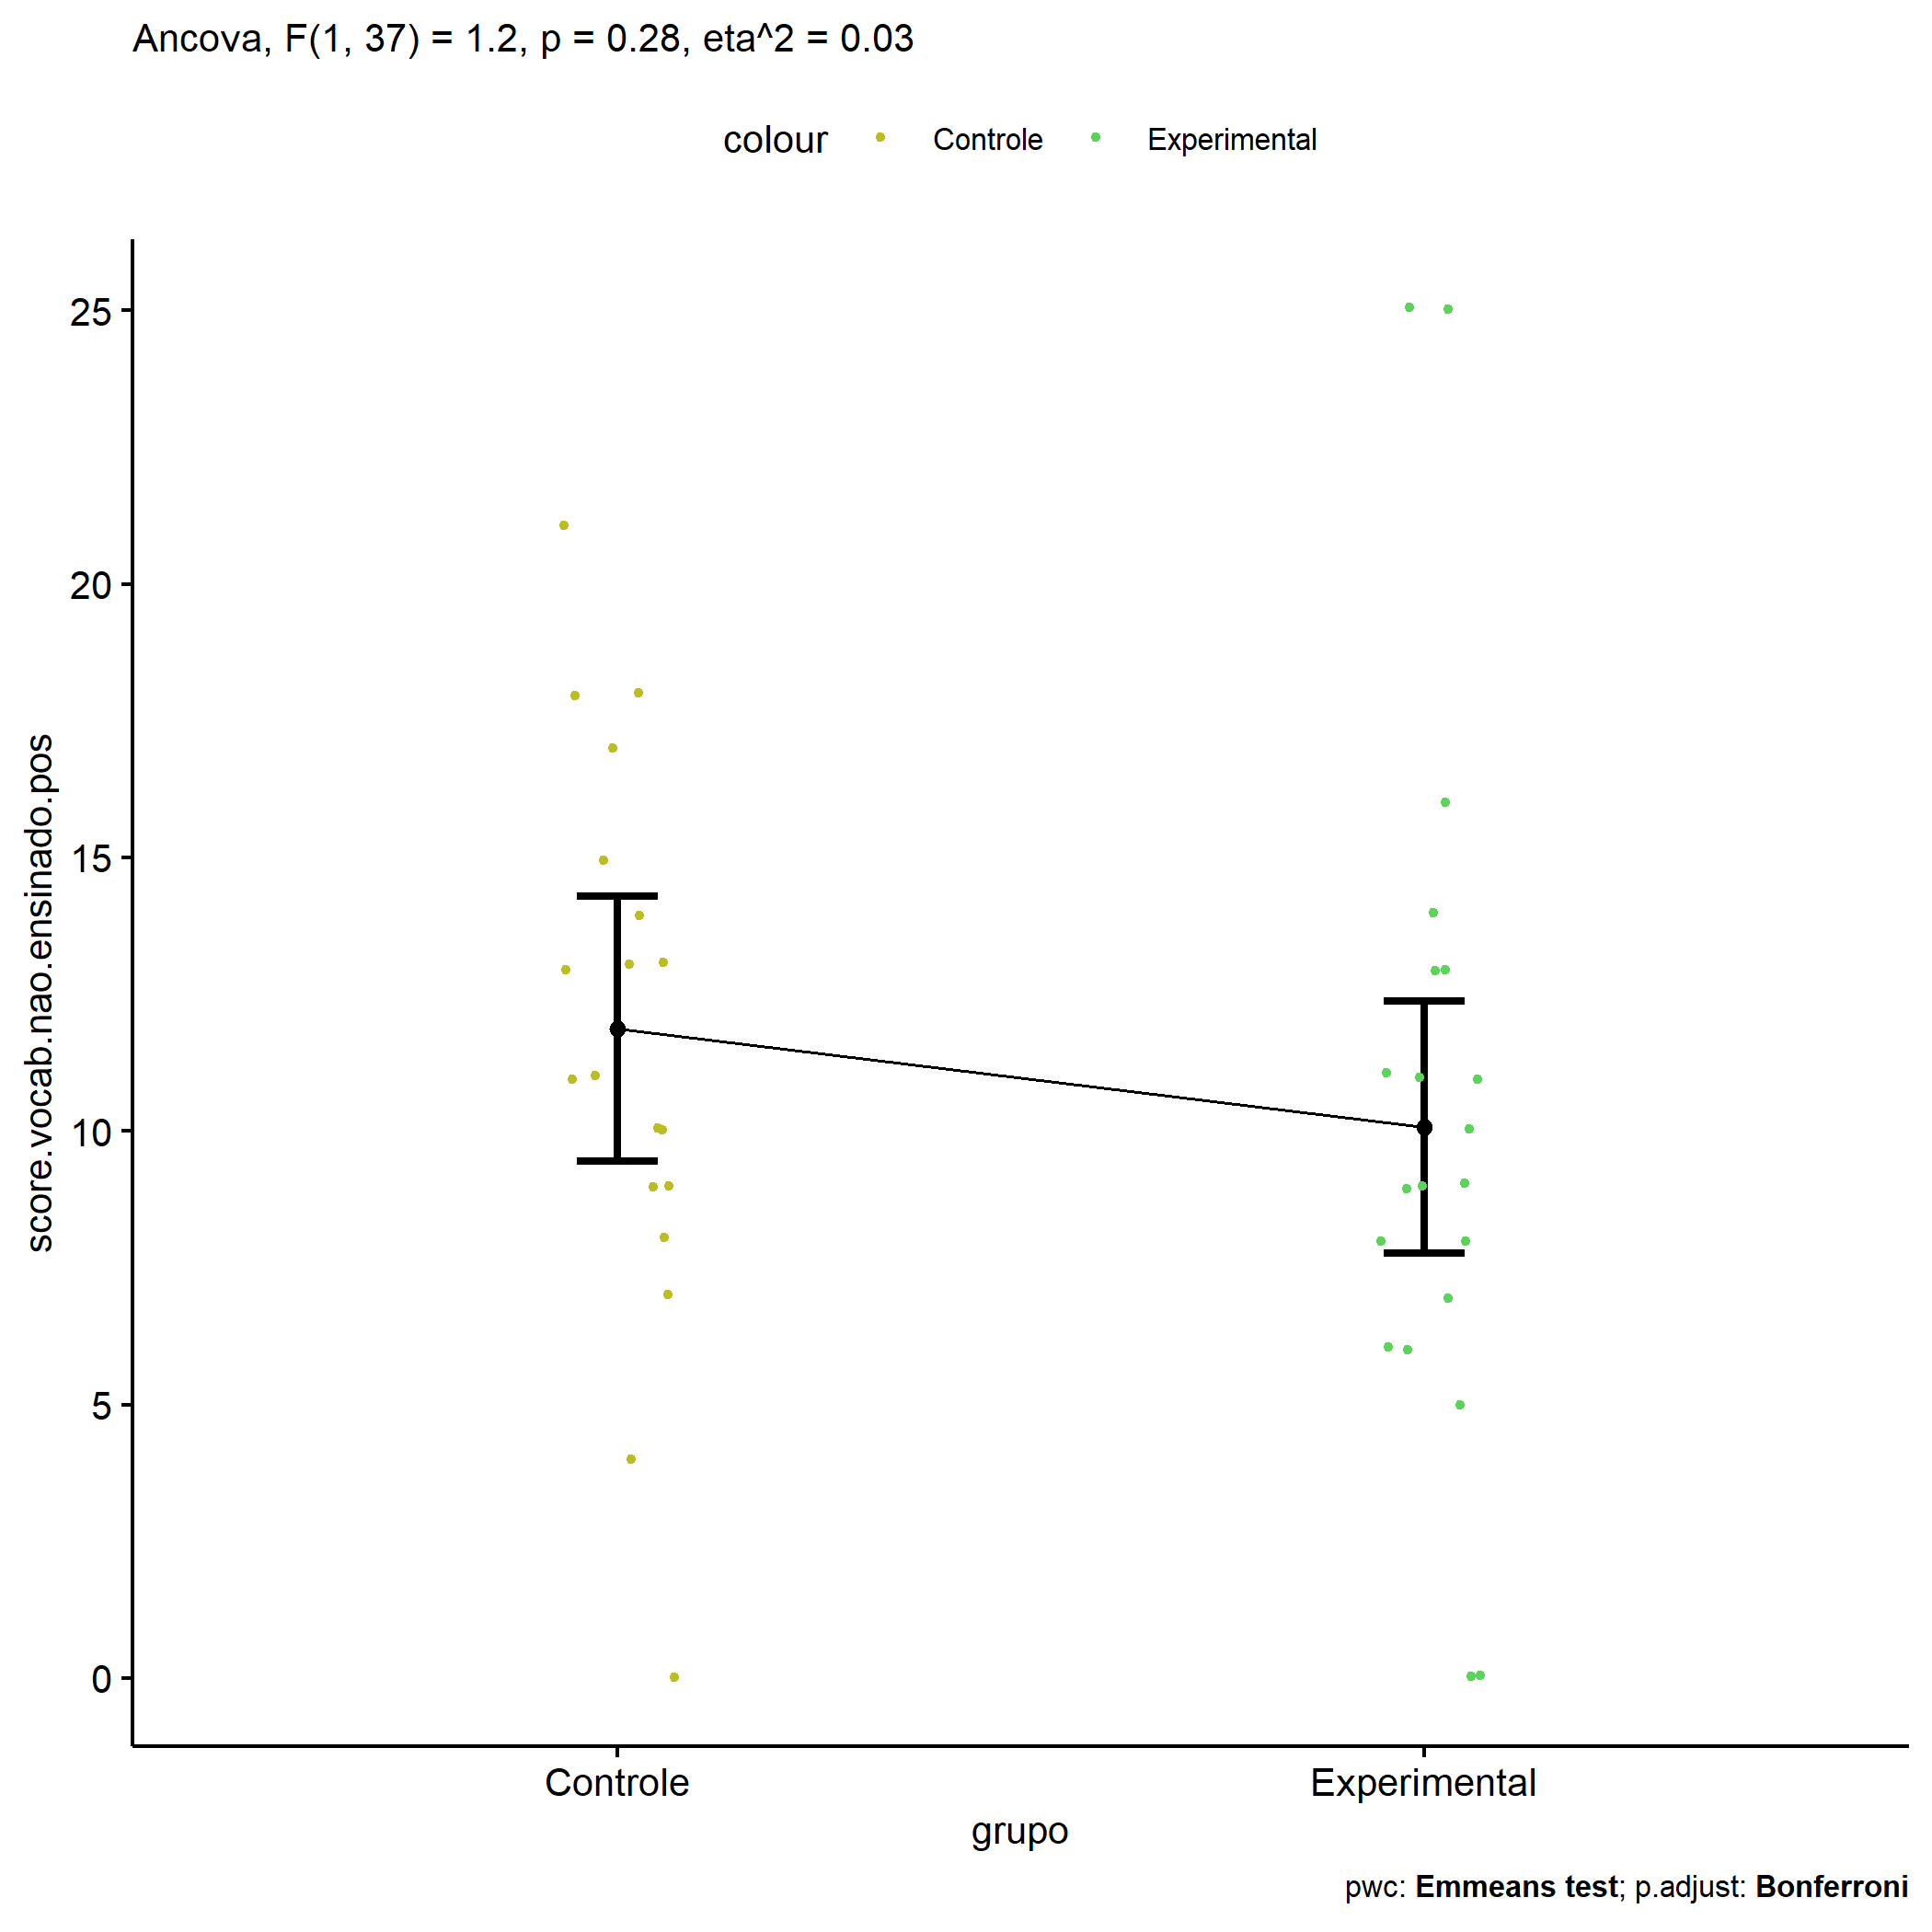 Ancova, F(1, 37) = 1.2, p = 0.28, eta^2 = 0.03
colour Controle Experimental
score.vocab.nao.ensinado.pos
25
20
15
10
5
0
Controle Experimental
grupo
pwc: Emmeans test; p.adjust: Bonferroni